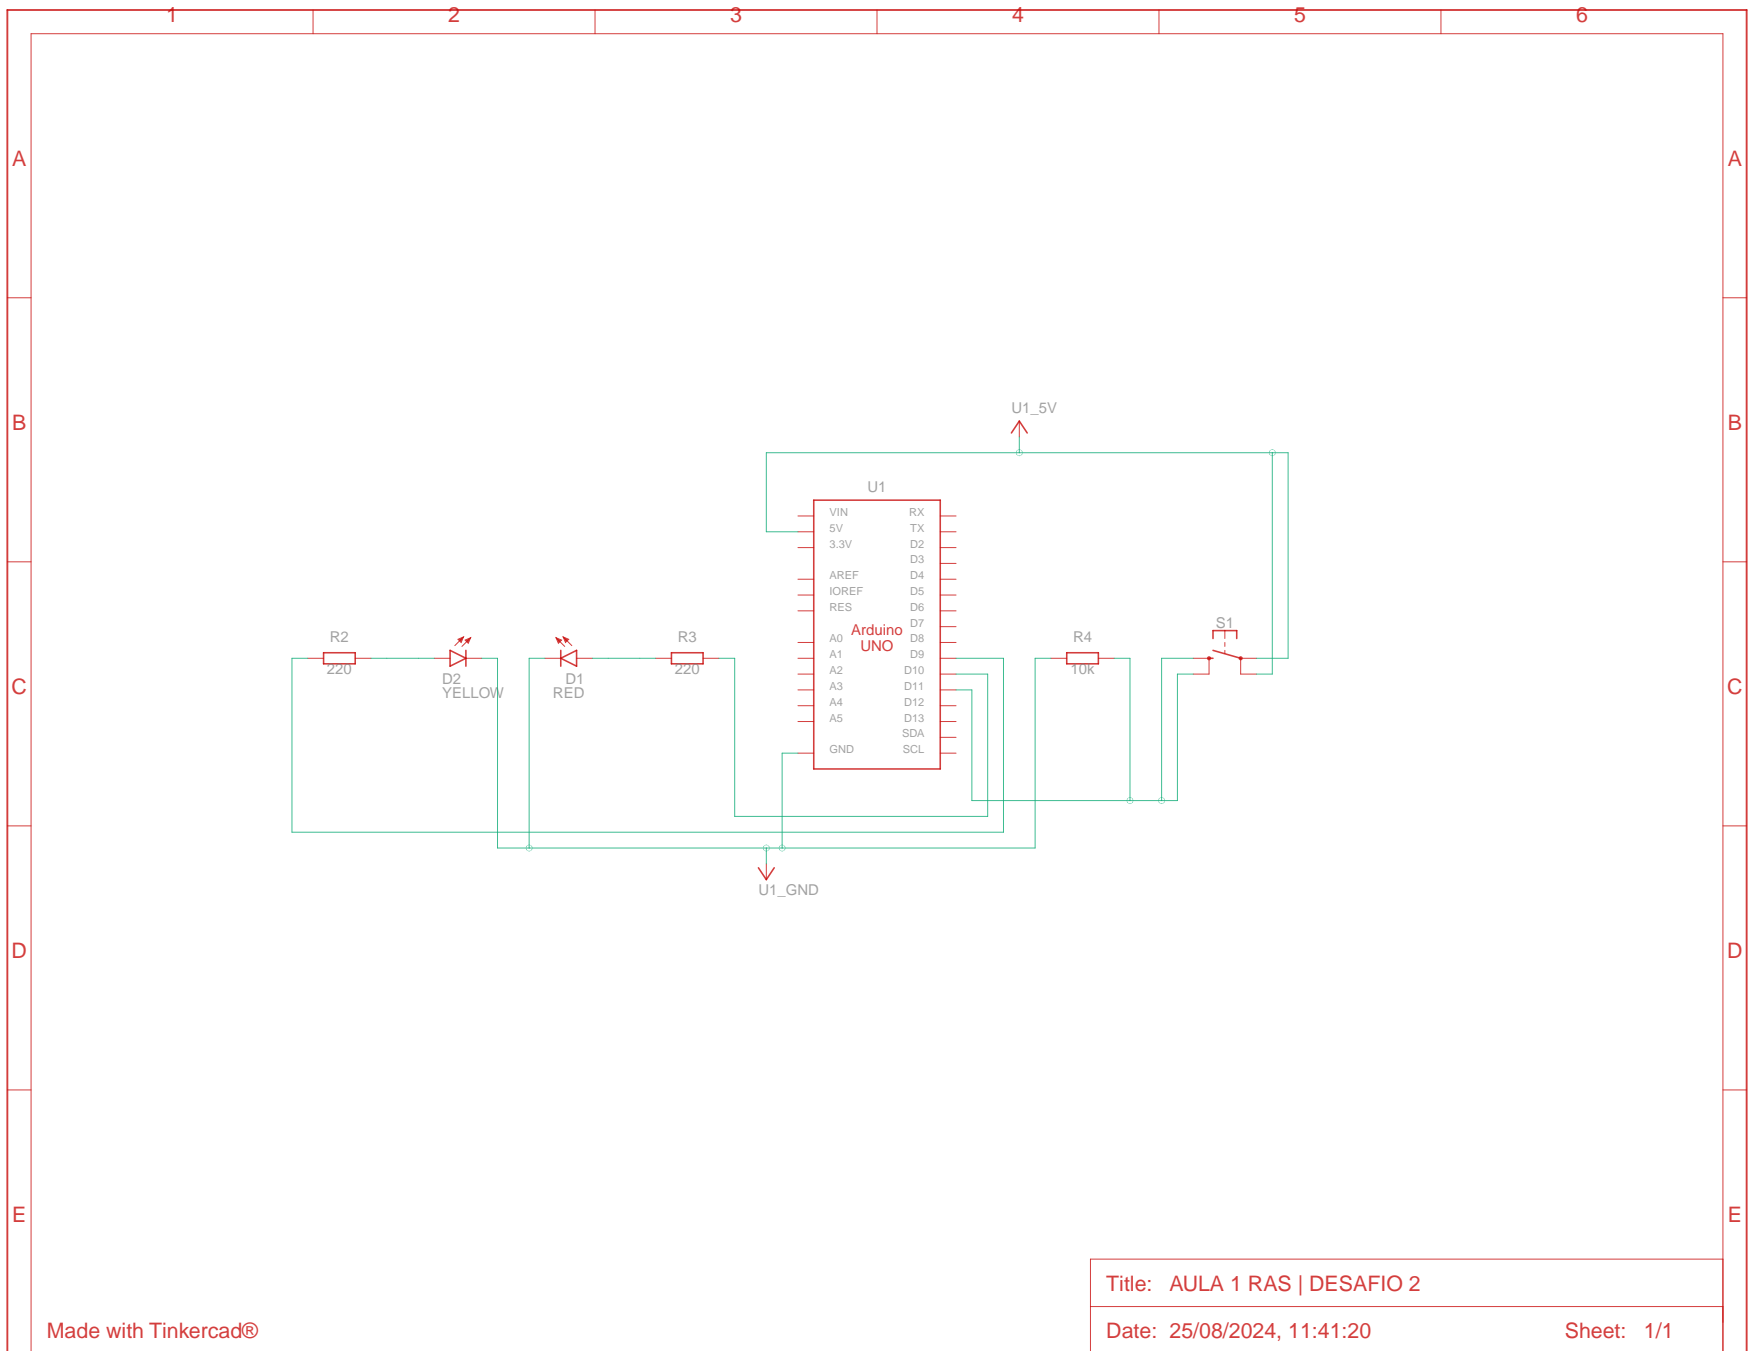 1 2 3 4 5 6
A A
B B
U1_5V
U1
VIN RX
5V TX
3.3V D2
D3
AREF D4
IOREF D5
RES D6
D7
A0 D8
A1 D9
A2 D10
A3 D11
A4 D12
A5 D13
SDA
GND SCL
Arduino
UNO
R2
220
D2
YELLOW
D1
RED
R3
220
R4
10k
S1
C C
U1_GND
D D
E E
Title: AULA 1 RAS | DESAFIO 2
Made with Tinkercad®
Date: 25/08/2024, 11:41:20 Sheet: 1/1